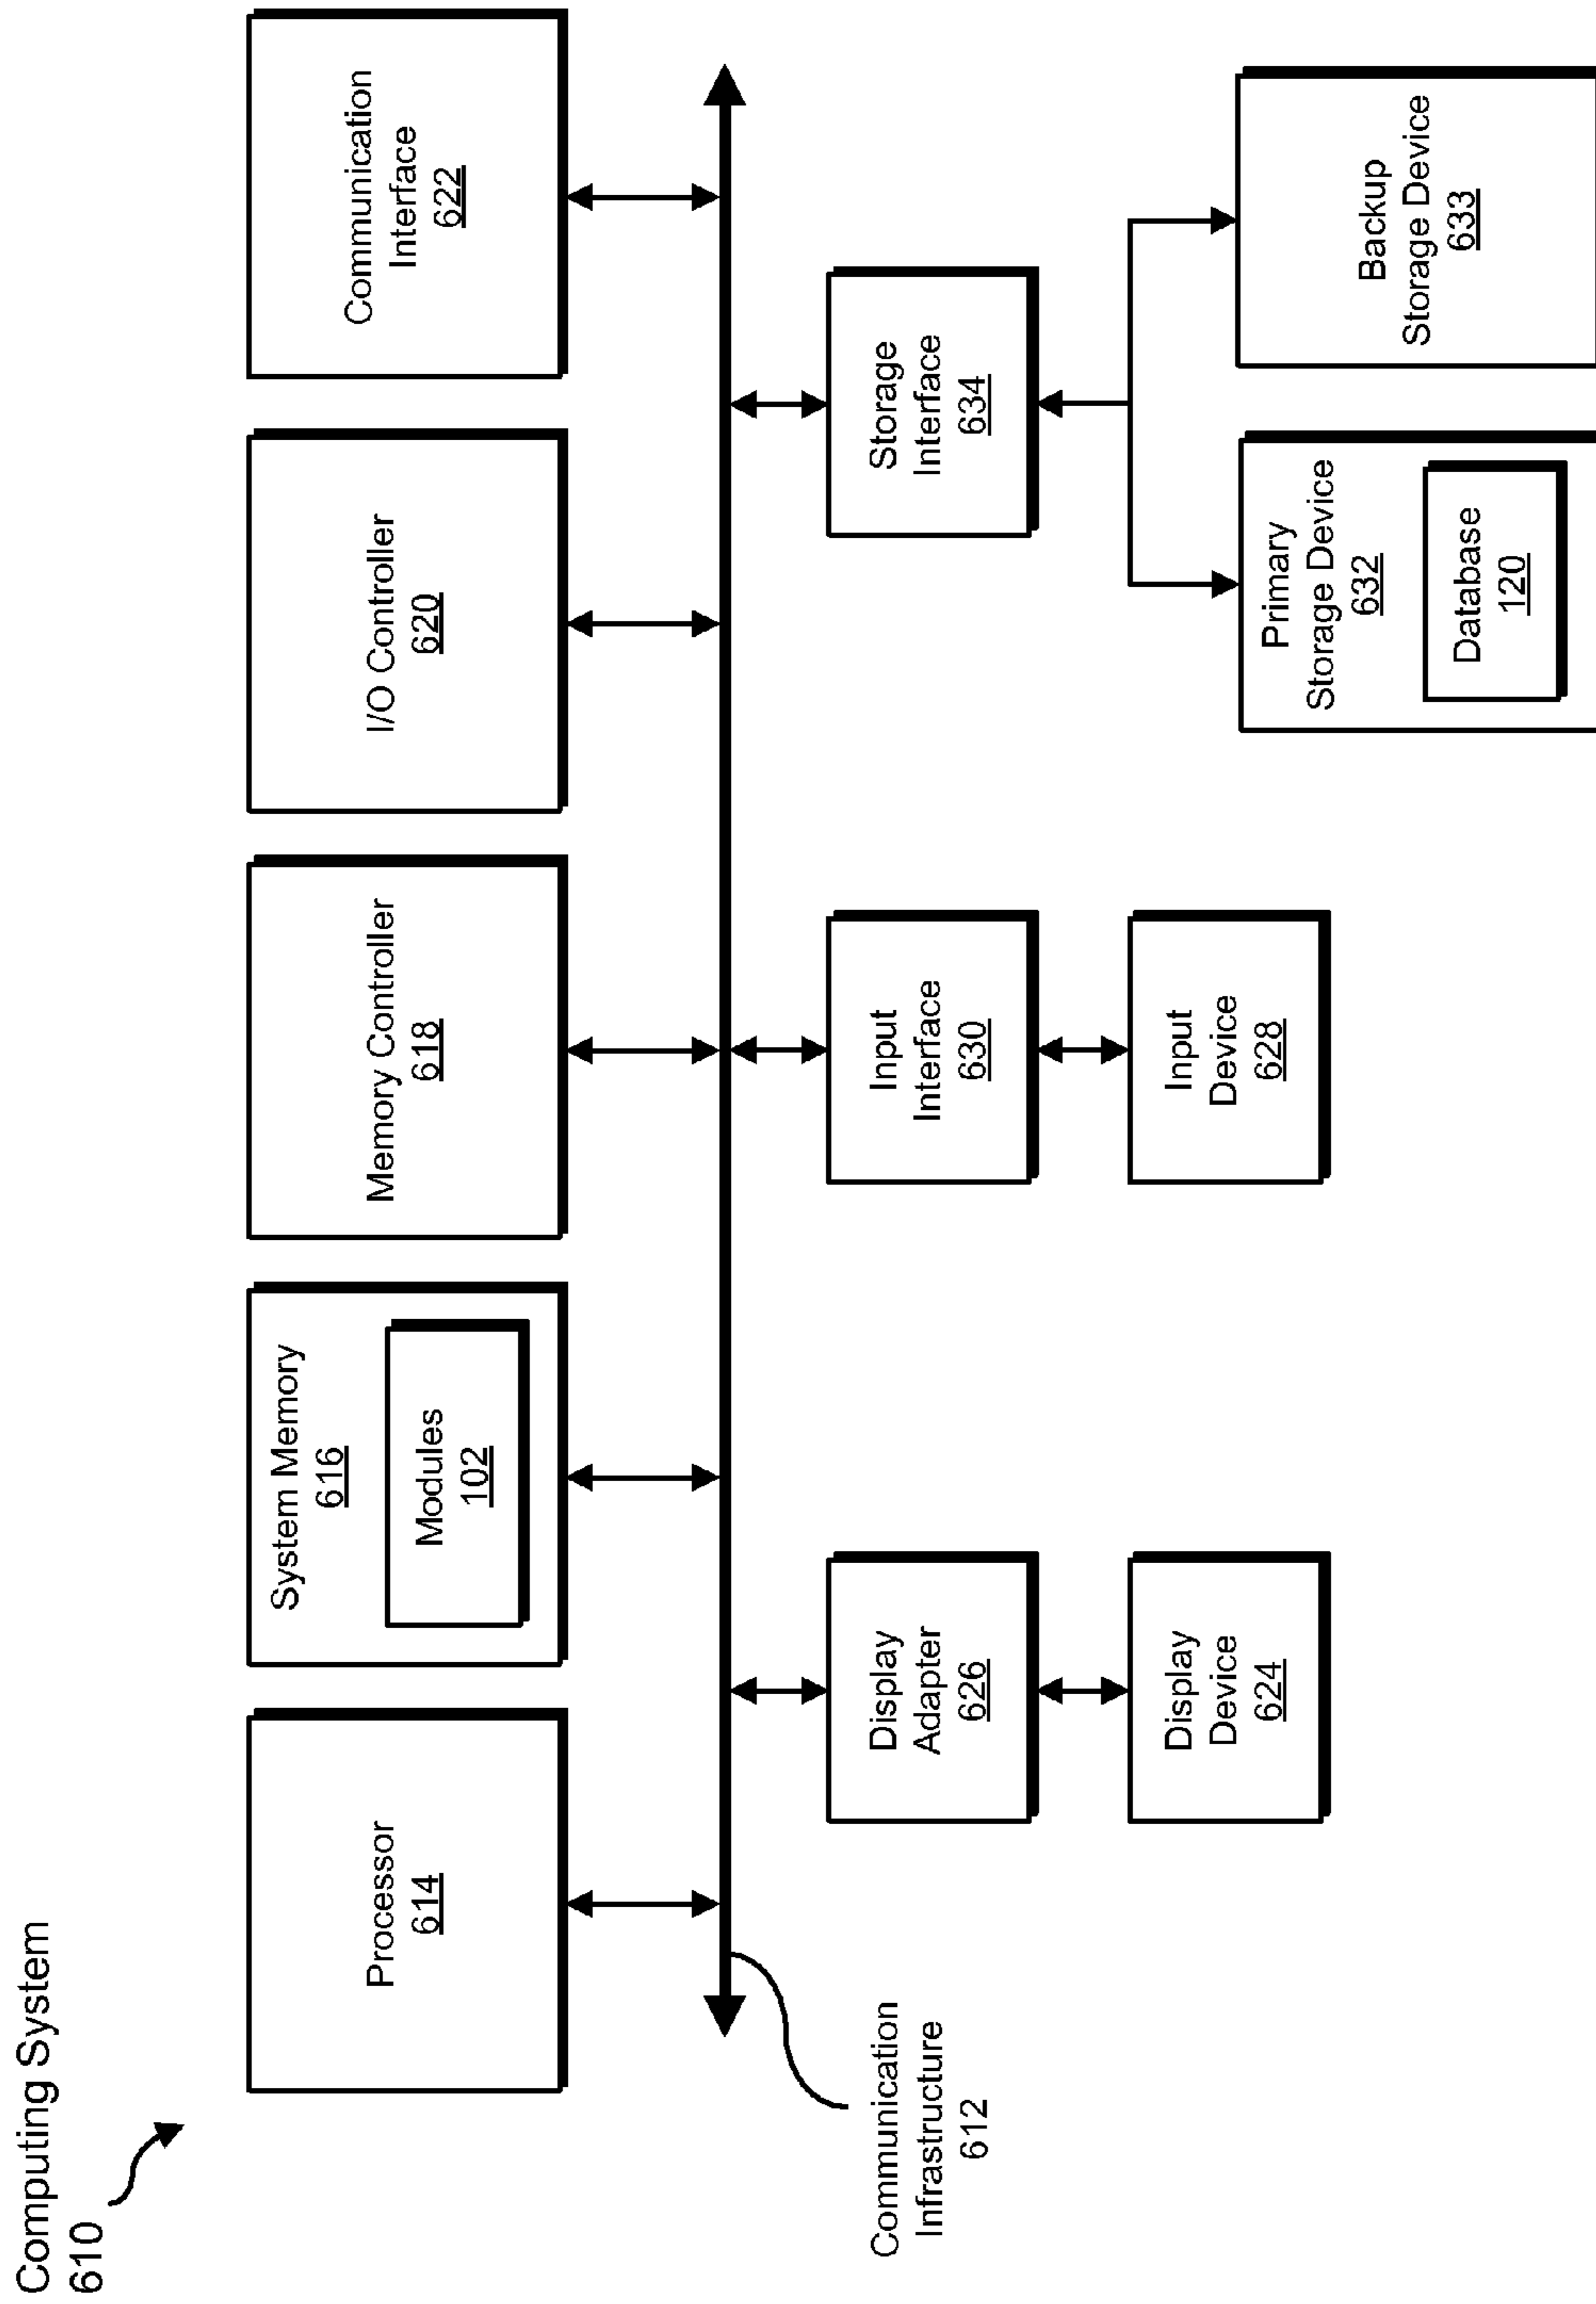 Computing System
610
Processor
614
System Memory
616
Modules
102
Memory Controller
618
I/O Controller
620
Communication
Interface
622
Communication
Infrastructure
612
Display
Adapter
626
Input
Interface
630
Storage
Interface
634
Display
Device
624
Input
Device
628
Primary
Storage Device
632
Database
120
Backup
Storage Device
633